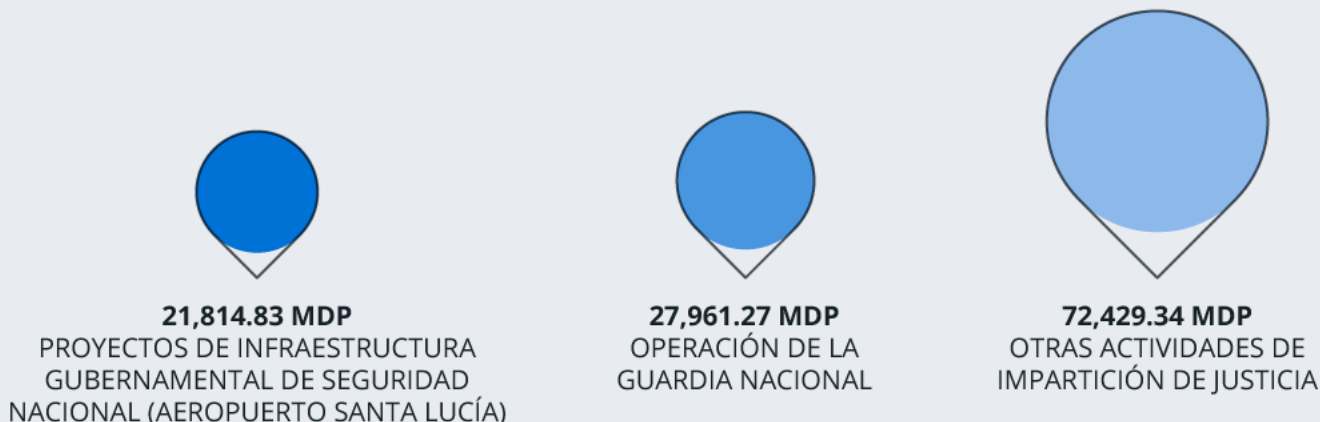 21,814.83 MDP
PROYECTOS DE INFRAESTRUCTURA
GUBERNAMENTAL DE SEGURIDAD
NACIONAL (AEROPUERTO SANTA LUCÍA)
27,961.27 MDP
OPERACIÓN DE LA
GUARDIA NACIONAL
72,429.34 MDP
OTRAS ACTIVIDADES DE
IMPARTICIÓN DE JUSTICIA